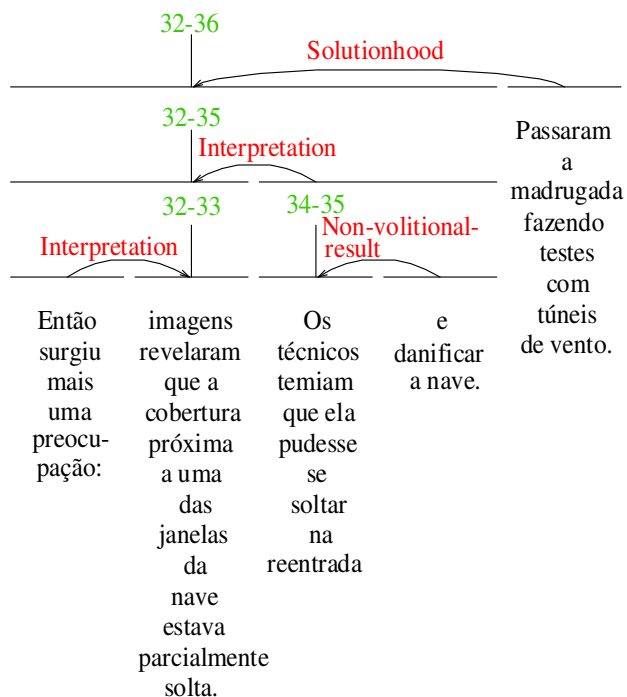 32-36
Solutionhood
32-35
Interpretation
32-33
34-35
Interpretation
Non-volitional-
result
Então
surgiu
mais
uma
preocu-
pação:
imagens
revelaram
que a
cobertura
próxima
a uma
das
janelas
da
nave
estava
parcialmente
solta.
Os
técnicos
temiam
que ela
pudesse
se
soltar
na
reentrada
e
danificar
a nave.
Passaram
a
madrugada
fazendo
testes
com
túneis
de vento.